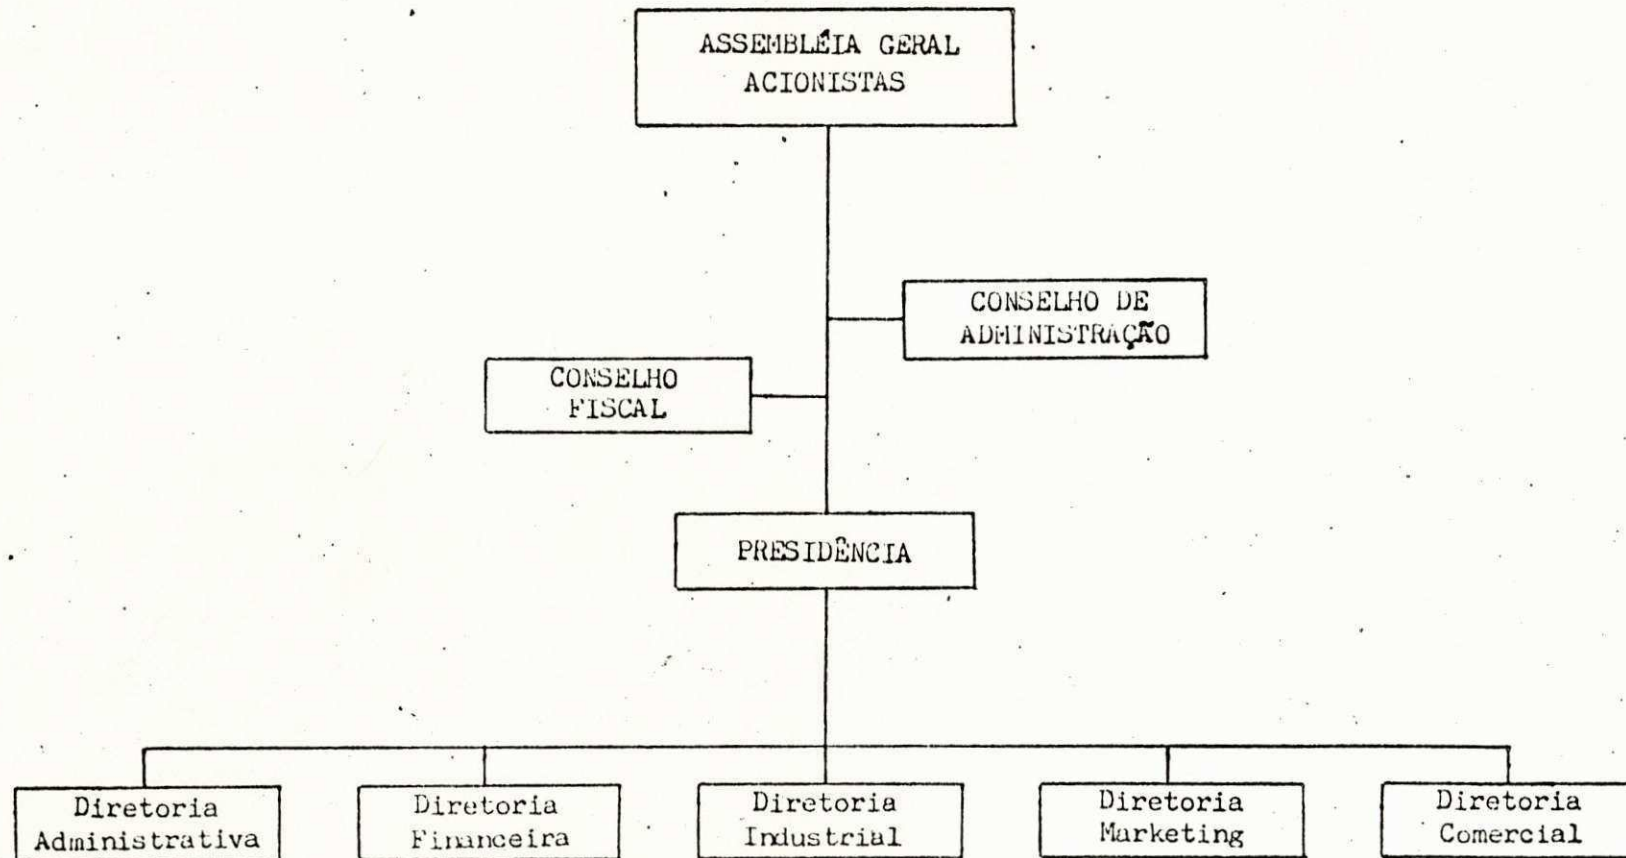 ASSEMBLÉIA GERAL
ACIONISTAS
CONSELHO DE
ADMINISTRAÇÃO
CONSELHO
FISCAL
PRESIDÊNCIA
Diretoria
Administrativa
Diretoria
Financeira
Diretoria
Industrial
Diretoria
Marketing
Diretoria
Comercial